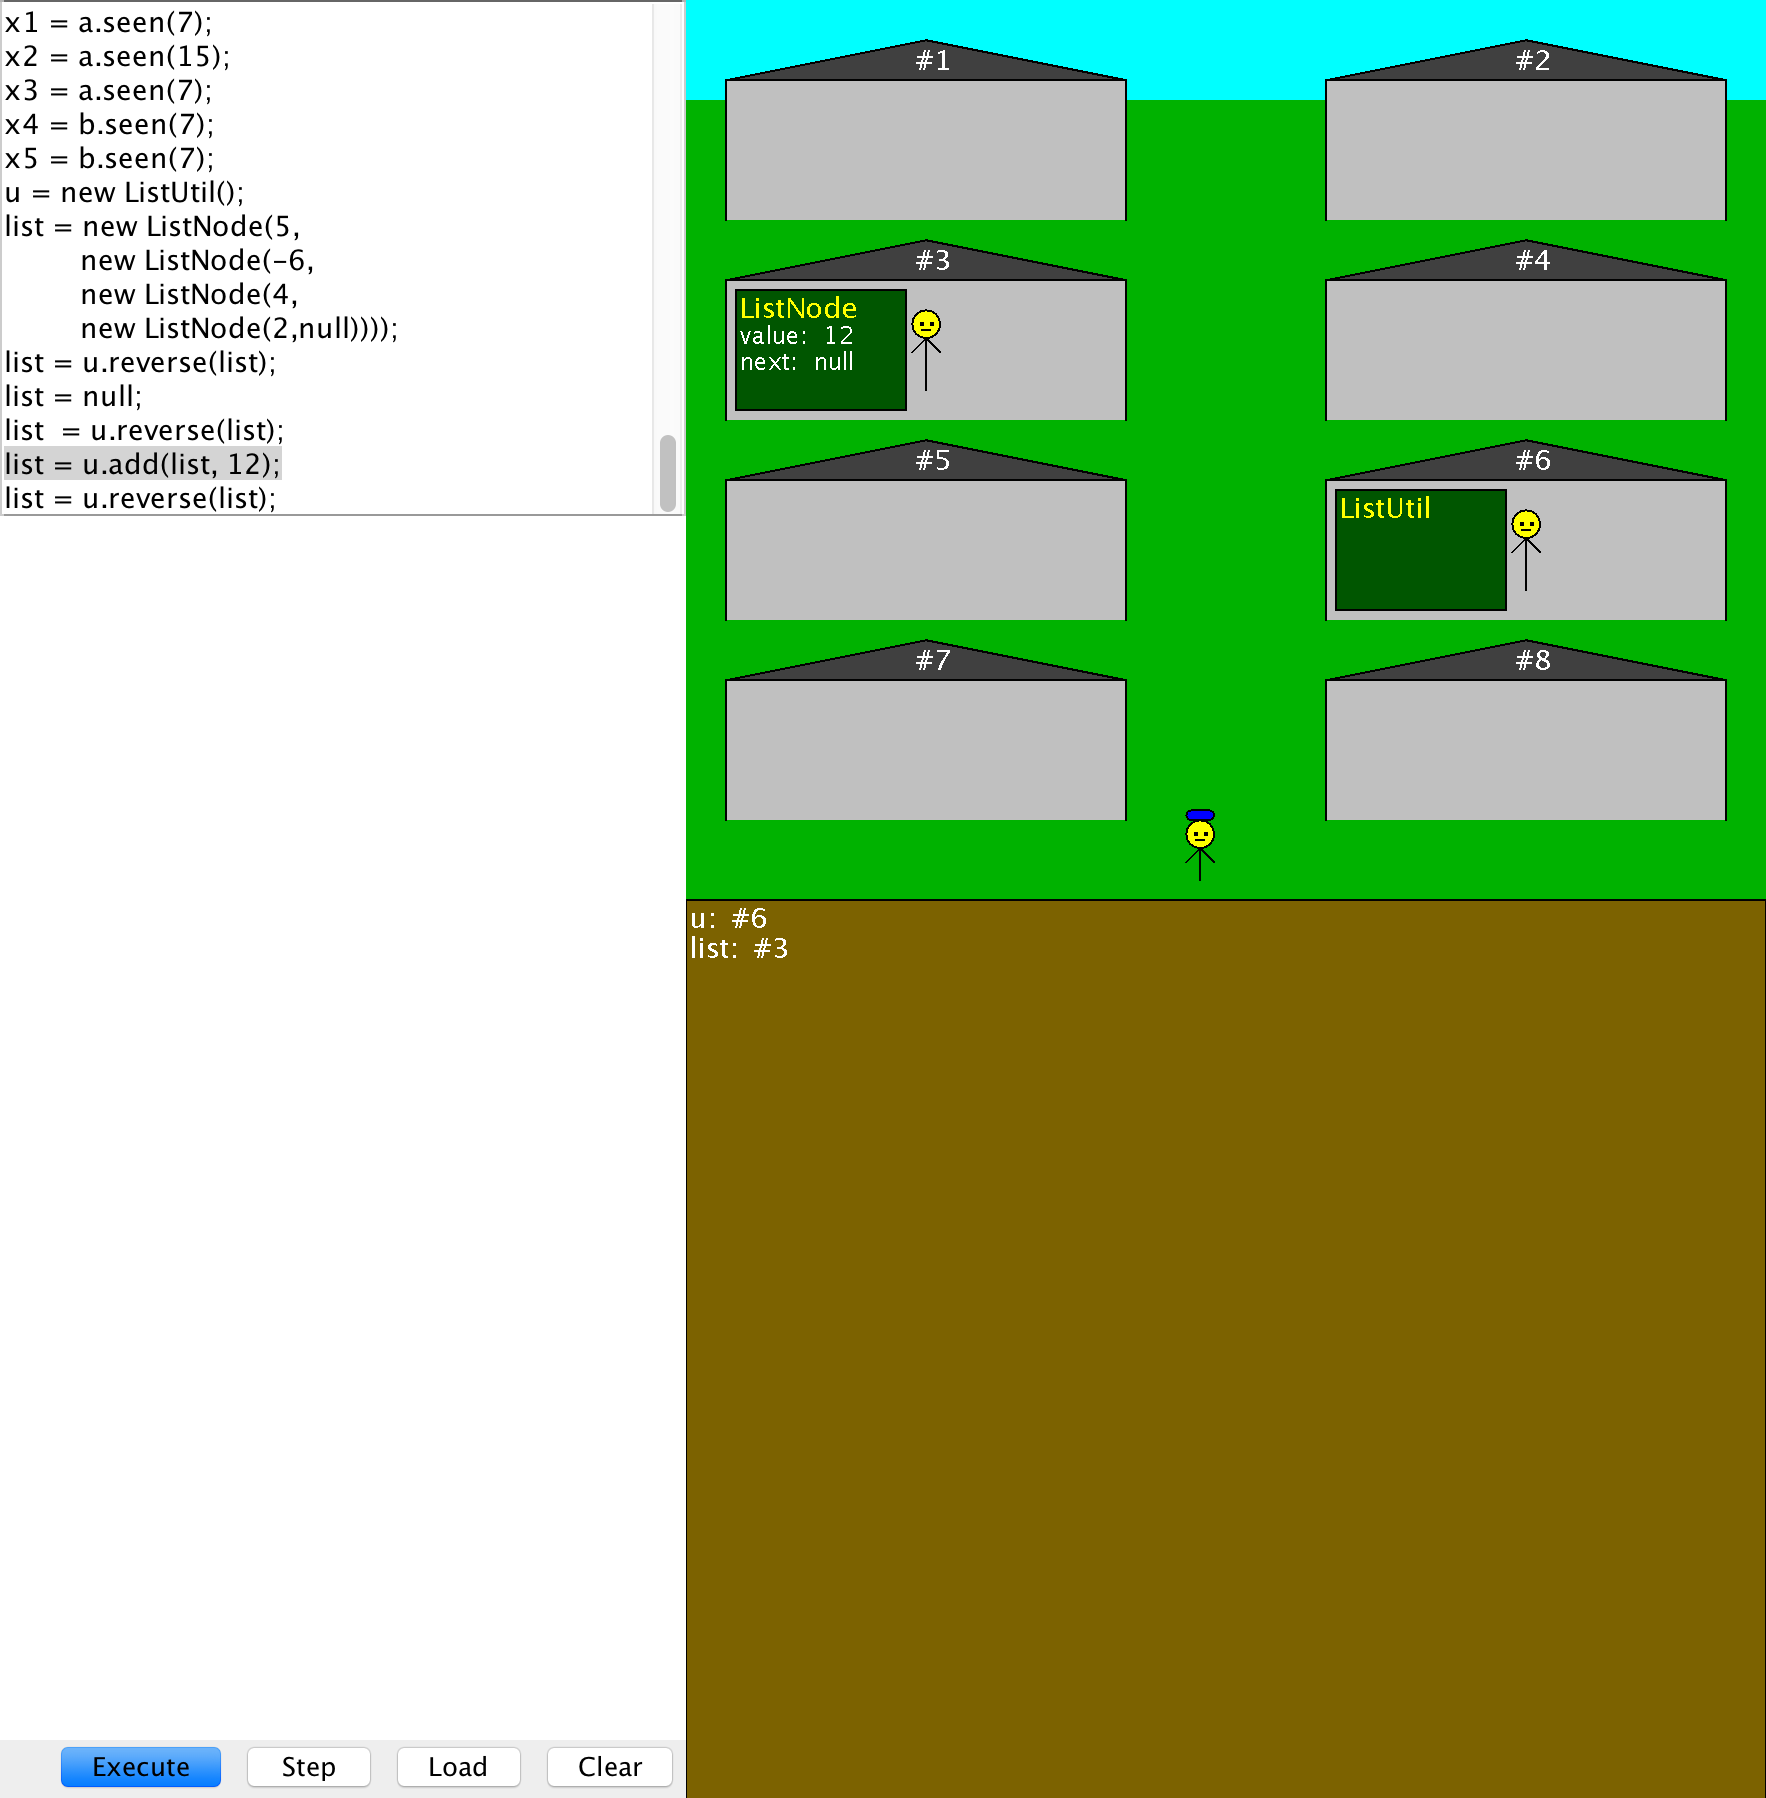 x1 = a.seen(7);
x2 = a.seen(15);
x3 = a.seen(7);
x4 = b.seen(7);
x5 = b.seen(7);
u = new ListUtil();
list = new ListNode(5,
new ListNode(-6,
new ListNode(4,
new ListNode(2,null))));
list = u.reverse(list);
list = null;
list  = u.reverse(list);
list = u.add(list, 12);
list = u.reverse(list);
Execute
Step
Load
Clear
#1
#2
#3
ListNode
value: 12
next: null
#4
#5
#6
ListUtil
#7
#8
u: #6
list: #3